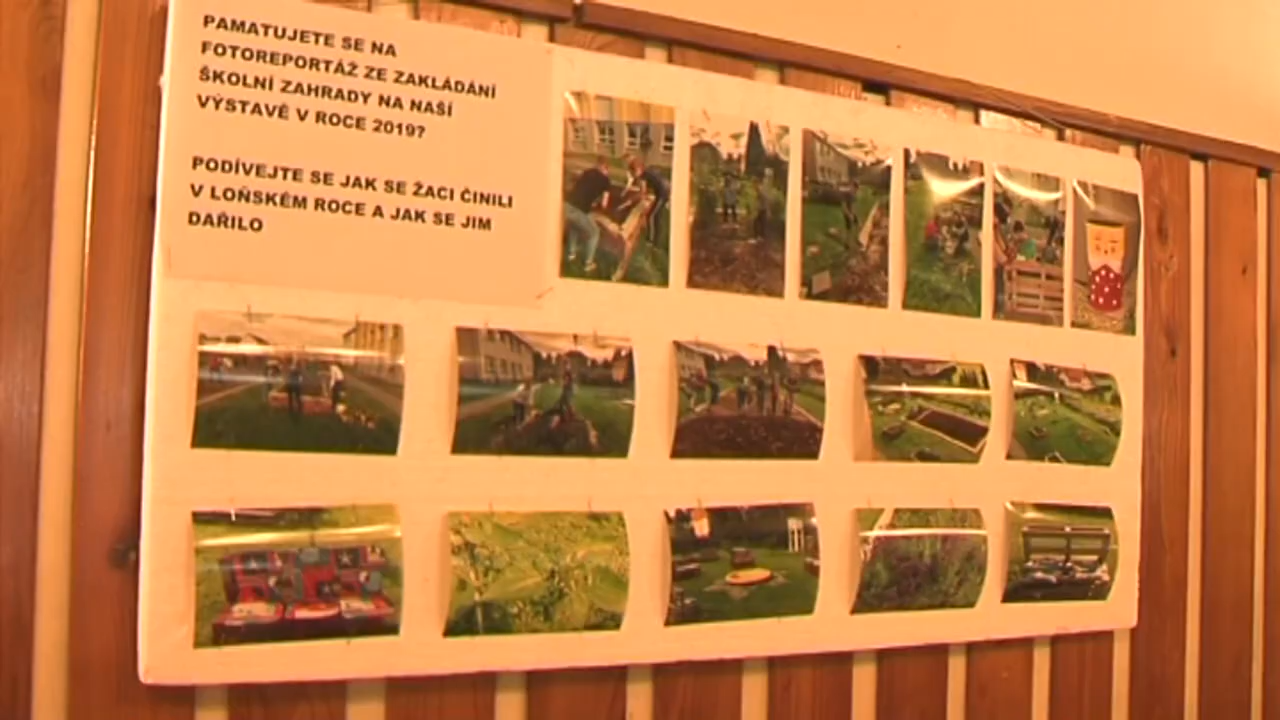 PAMATUJETE SE NA
FOTOREPORTÁŽ ZE ZAKLÁDÁNÍ
ŠKOLNÍ ZAHRADY NA NAŠÍ
VÝSTAVĚ V ROCE 2019?
PODÍVEJTE SE JAK SE ŽACI ČINILI
V LOŇSKÉM ROCE A JAK SE JIM
DAŘILO